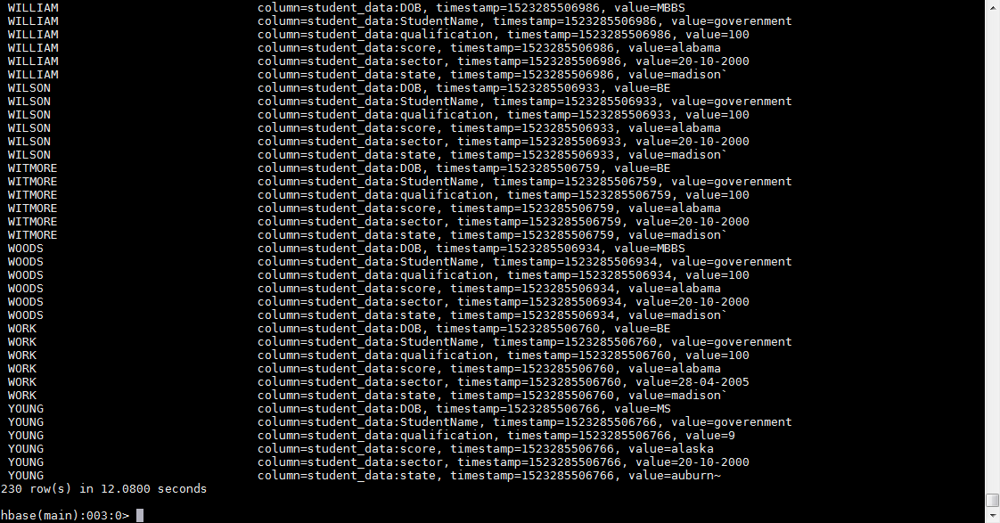 WILLIAM column=student_data:DOB, timestamp=1523285506986, value=MBBS
WILLIAM column=student_data:StudentName, timestamp=1523285506986, value=goverenment
WILLIAM column=student_data:qualification, timestamp=1523285506986, value=100
WILLIAM column=student_data:score, timestamp=1523285506986, value=alabama
WILLIAM column=student_data:sector, timestamp=1523285506986, value=20-10-2000
WILLIAM column=student_data:state, timestamp=1523285506986, value=madison`
WILSON column=student_data:DOB, timestamp=1523285506933, value=BE
WILSON column=student_data:StudentName, timestamp=1523285506933, value=goverenment
WILSON column=student_data:qualification, timestamp=1523285506933, value=100
WILSON column=student_data:score, timestamp=1523285506933, value=alabama
WILSON column=student_data:sector, timestamp=1523285506933, value=20-10-2000
WILSON column=student_data:state, timestamp=1523285506933, value=madison`
WITMORE column=student_data:DOB, timestamp=1523285506759, value=BE
WITMORE column=student_data:StudentName, timestamp=1523285506759, value=goverenment
WITMORE column=student_data:qualification, timestamp=1523285506759, value=100
WITMORE column=student_data:score, timestamp=1523285506759, value=alabama
WITMORE column=student_data:sector, timestamp=1523285506759, value=20-10-2000
WITMORE column=student_data:state, timestamp=1523285506759, value=madison`
WOODS column=student_data:DOB, timestamp=1523285506934, value=MBBS
WOODS column=student_data:StudentName, timestamp=1523285506934, value=goverenment
WOODS column=student_data:qualification, timestamp=1523285506934, value=100
WOODS column=student_data:score, timestamp=1523285506934, value=alabama
WOODS column=student_data:sector, timestamp=1523285506934, value=20-10-2000
WOODS column=student_data:state, timestamp=1523285506934, value=madison`
WORK column=student_data:DOB, timestamp=1523285506760, value=BE
WORK column=student_data:StudentName, timestamp=1523285506760, value=goverenment
WORK column=student_data:qualification, timestamp=1523285506760, value=100
WORK column=student_data:score, timestamp=1523285506760, value=alabama
WORK column=student_data:sector, timestamp=1523285506760, value=28-04-2005
WORK column=student_data:state, timestamp=1523285506760, value=madison`
YOUNG column=student_data:DOB, timestamp=1523285506766, value=MS
YOUNG column=student_data:StudentName, timestamp=1523285506766, value=goverenment
YOUNG column=student_data:qualification, timestamp=1523285506766, value=9
YOUNG column=student_data:score, timestamp=1523285506766, value=alaska
YOUNG column=student_data:sector, timestamp=1523285506766, value=20-10-2000
YOUNG column=student_data:state, timestamp=1523285506766, value=auburn~
230 row(s) in 12.0800 seconds
hbase(main):003:0>